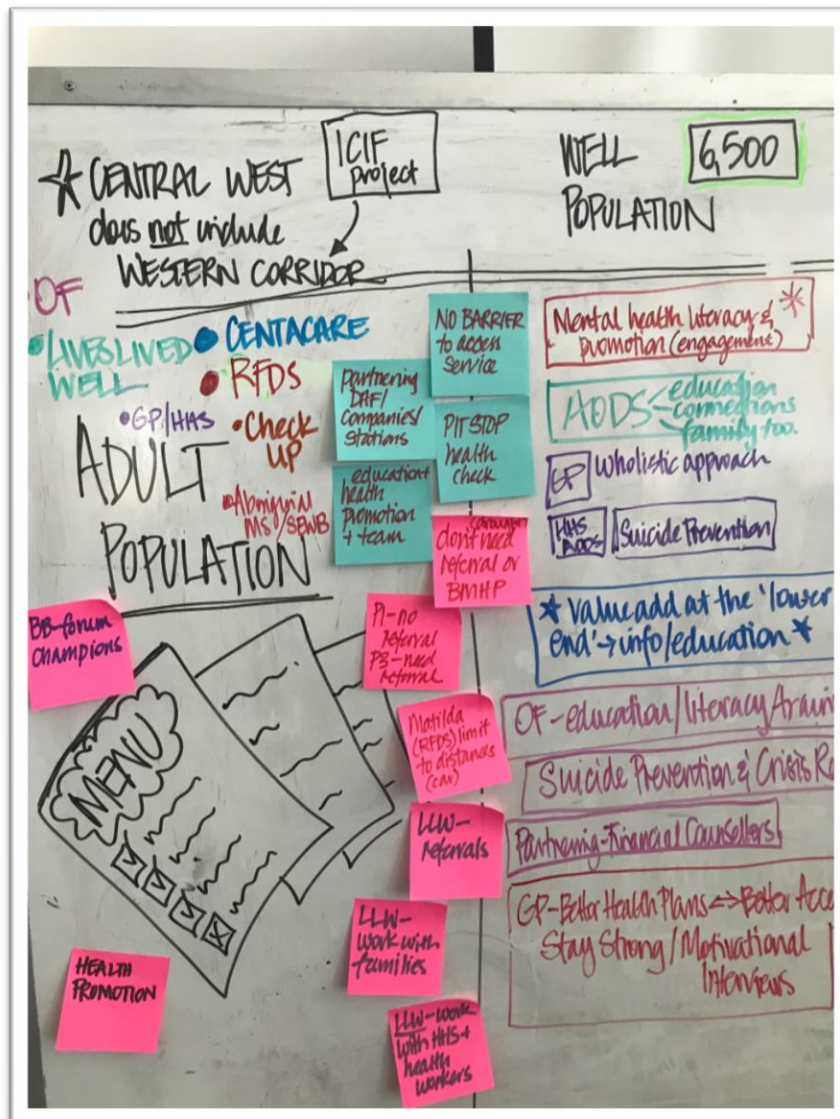 CENTRAL WEST
does not include
WESTERN CORRIDOR
ICIF
project
WELL
POPULATION
6,500
OF
LIVES LIVED
WELL
CENTACARE
RFDS
GP/HHS
Check
UP
Aboriginal
MS/SEWB
ADULT
POPULATION
NO BARRIER
to access
service
Partnering
DAF/
companies/
stations
PIT STOP
health
check
education +
health
promotion
+ team
don't need
referral or
BMHP
BB-forum
champions
P1-no
referral
P3-need
referral
Matilda
(RFDS) limit
to distances
(car)
MENU
LLW-
referrals
LLW-
work with
families
HEALTH
PROMOTION
LLW-work
with HHS+
health
workers
Mental health literacy &
promotion (engagement)
AODS
education
connections
family too.
GP
Wholistic approach
HHS
AODS
Suicide Prevention
* value add at the 'lower
end' → info/education *
OF-education/literacy
Suicide Prevention & Crisis
Partnering-Financial Counsellors
GP-Better Health Plans <-> Better
Stay Strong/Motivational
Interviews